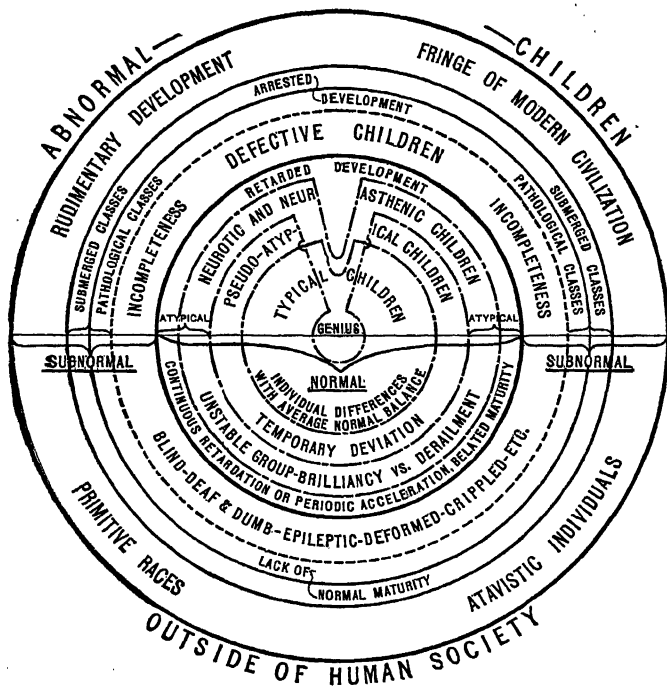 ABNORMAL— —CHILDREN
RUDIMENTARY DEVELOPMENT
FRINGE OF MODERN CIVILIZATION
ARRESTED
DEVELOPMENT
DEFECTIVE CHILDREN
SUBMERGED CLASSES
PATHOLOGICAL CLASSES
INCOMPLETENESS
INCOMPLETENESS
PATHOLOGICAL CLASSES
SUBMERGED CLASSES
RETARDED DEVELOPMENT
NEUROTIC AND NEUR ASTHENIC CHILDREN
PSEUDO-ATYP- ICAL CHILDREN
TYPICAL CHILDREN
ATYPICAL
GENIUS
ATYPICAL
SUBNORMAL
NORMAL
SUBNORMAL
INDIVIDUAL DIFFERENCES
WITH AVERAGE NORMAL BALANCE
TEMPORARY DEVIATION
UNSTABLE GROUP-BRILLIANCY VS. DERAILMENT
CONTINUOUS RETARDATION OR PERIODIC ACCELERATION, BELATED MATURITY
BLIND-DEAF & DUMB-EPILEPTIC-DEFORMED-CRIPPLED-ETC.
LACK OF
NORMAL MATURITY
PRIMITIVE RACES
ATAVISTIC INDIVIDUALS
OUTSIDE OF HUMAN SOCIETY